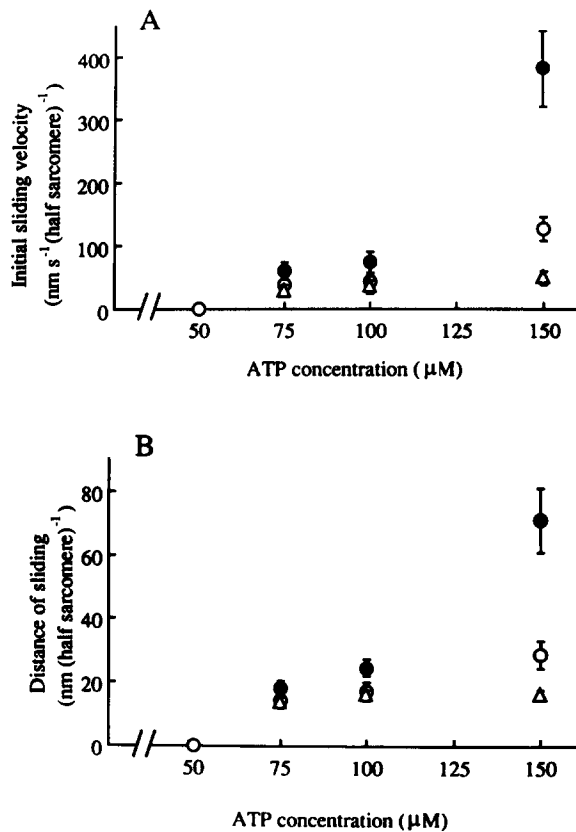 A
400
300
200
100
0
Initial sliding velocity
(nm s⁻¹ (half sarcomere)⁻¹
50 75 100 125 150
ATP concentration (μM)
B
80
60
40
20
0
Distance of sliding
(nm (half sarcomere)⁻¹
50 75 100 125 150
ATP concentration (μM)